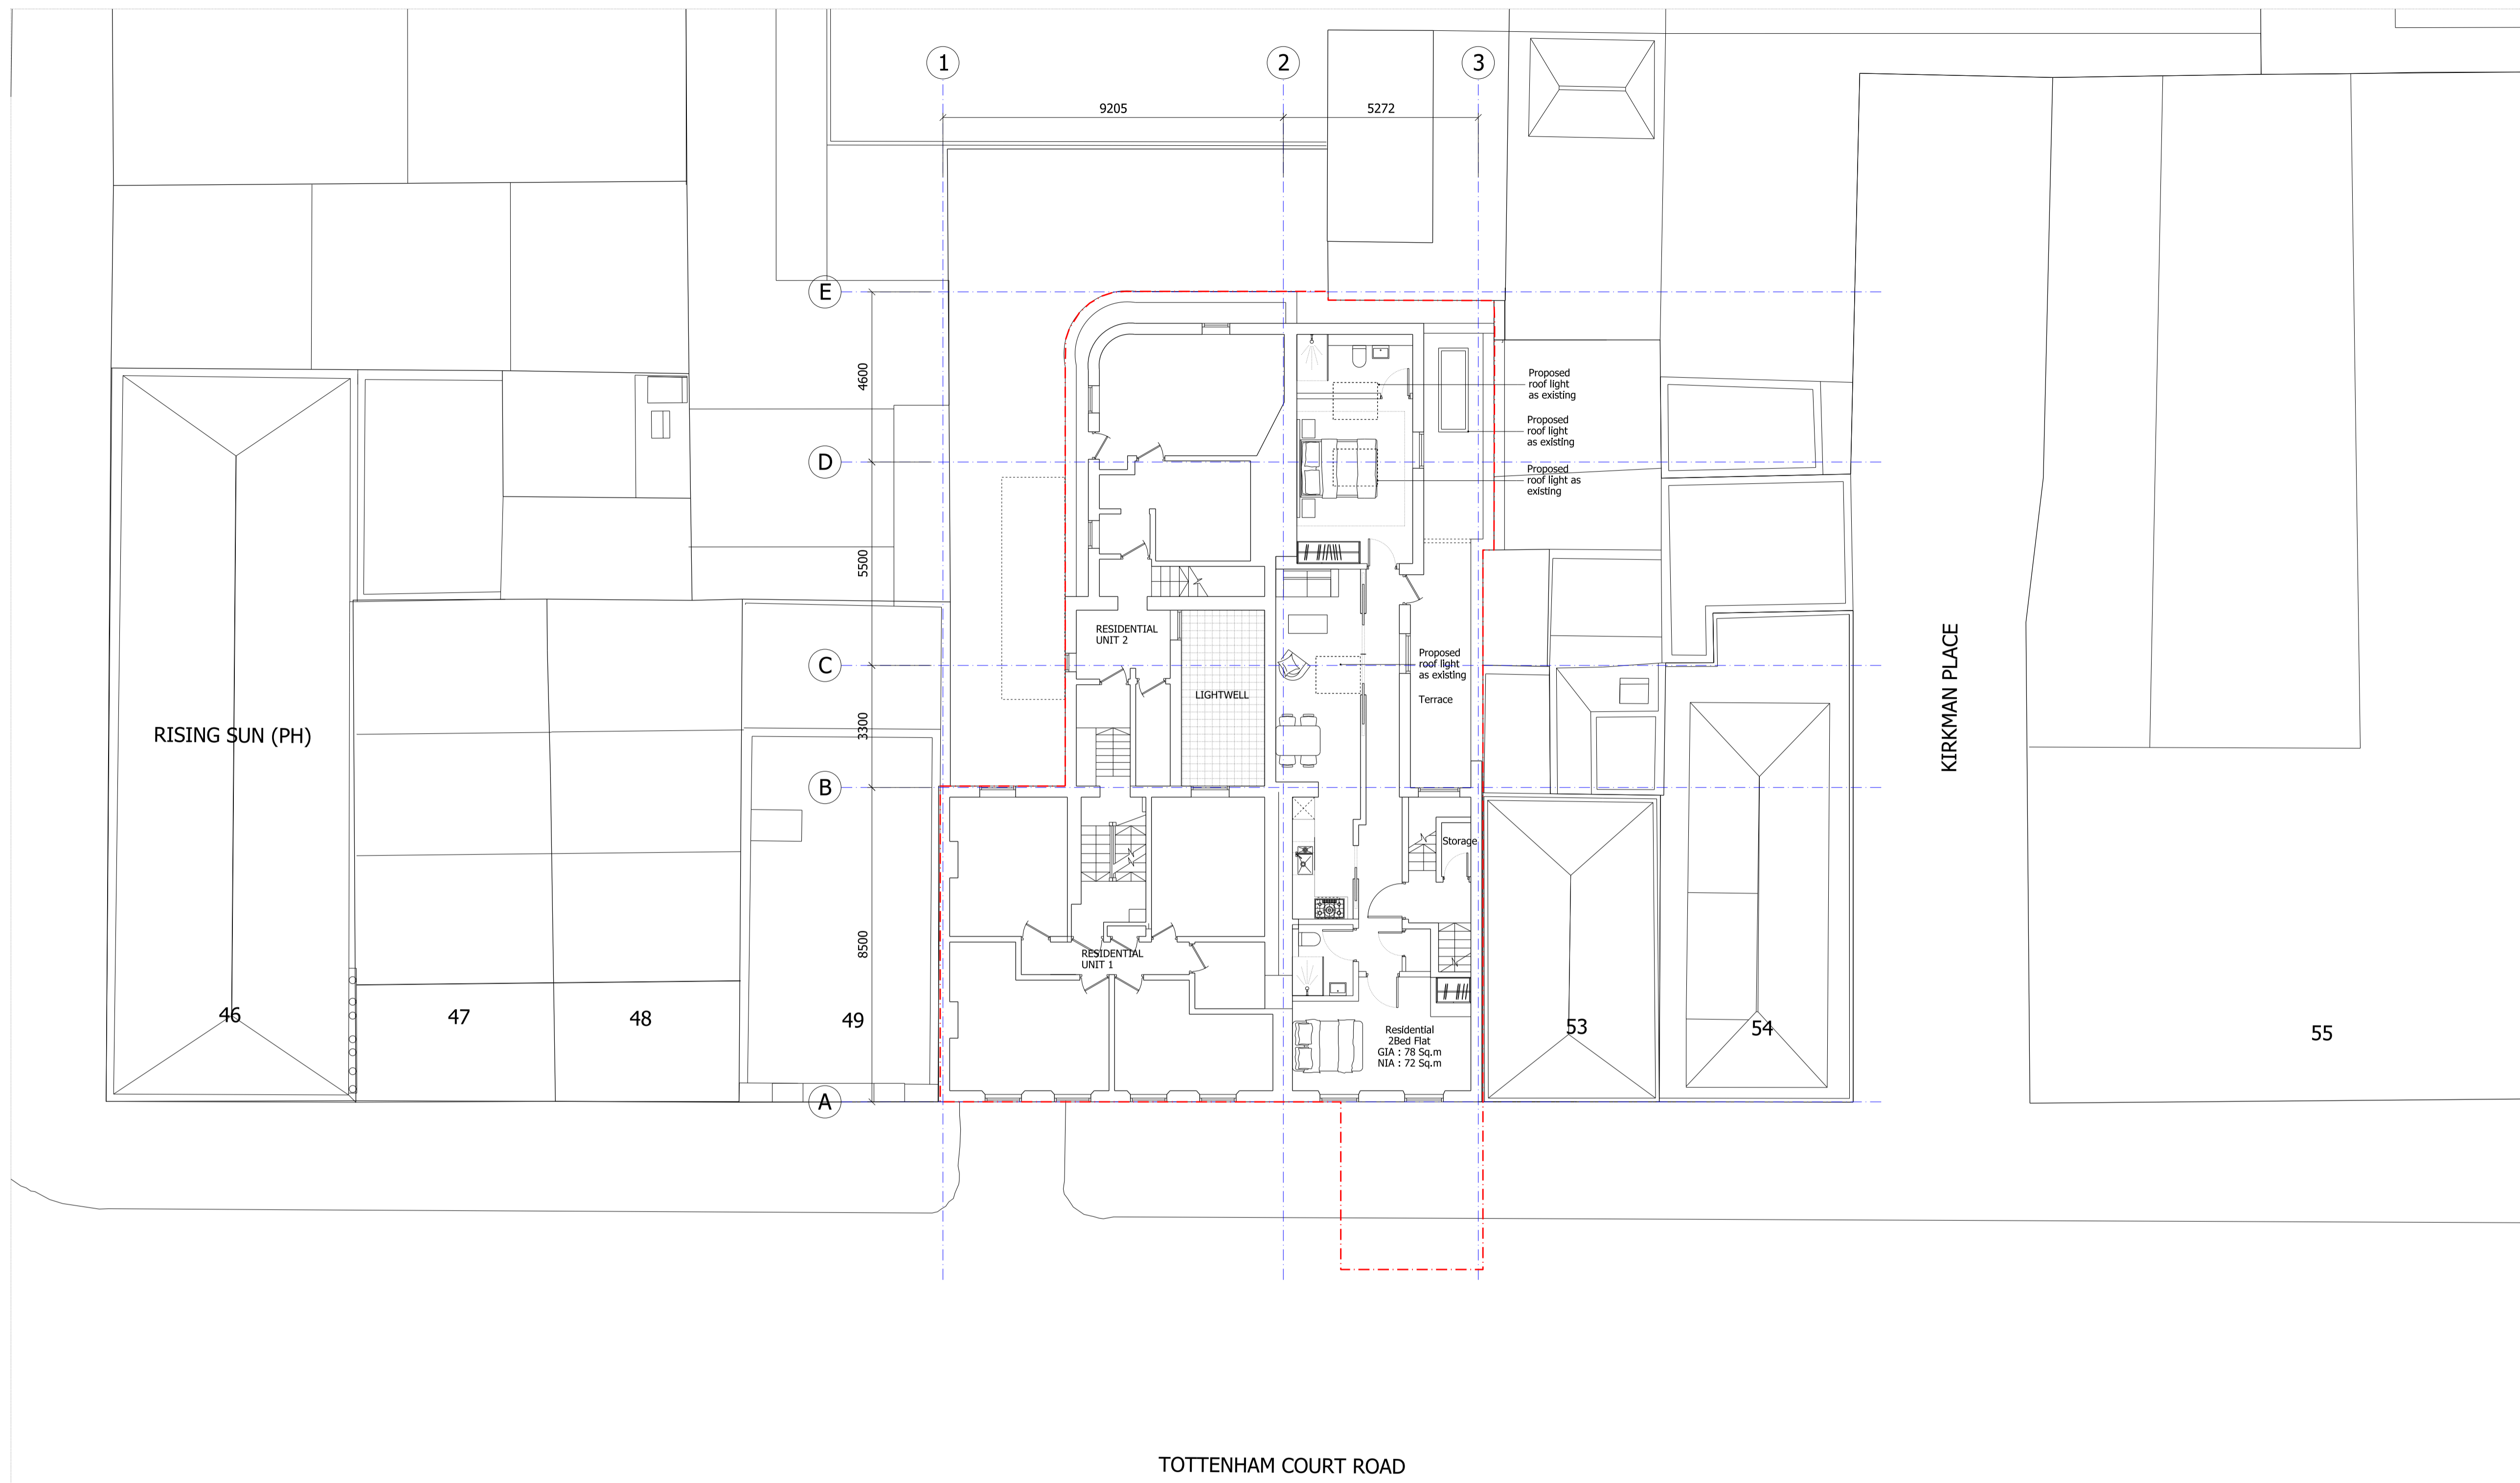 1
2
3
9205
5272
E
4600
Proposed
roof light
as existing
Proposed
roof light
as existing
D
Proposed
roof light as
existing
5500
RESIDENTIAL
UNIT 2
C
Proposed
roof light
as existing
LIGHTWELL
Terrace
KIRKMAN PLACE
RISING SUN (PH)
3300
B
Storage
8500
RESIDENTIAL
UNIT 1
46
47
48
49
Residential
2Bed Flat
GIA : 78 Sq.m
NIA : 72 Sq.m
53
54
55
A
TOTTENHAM COURT ROAD